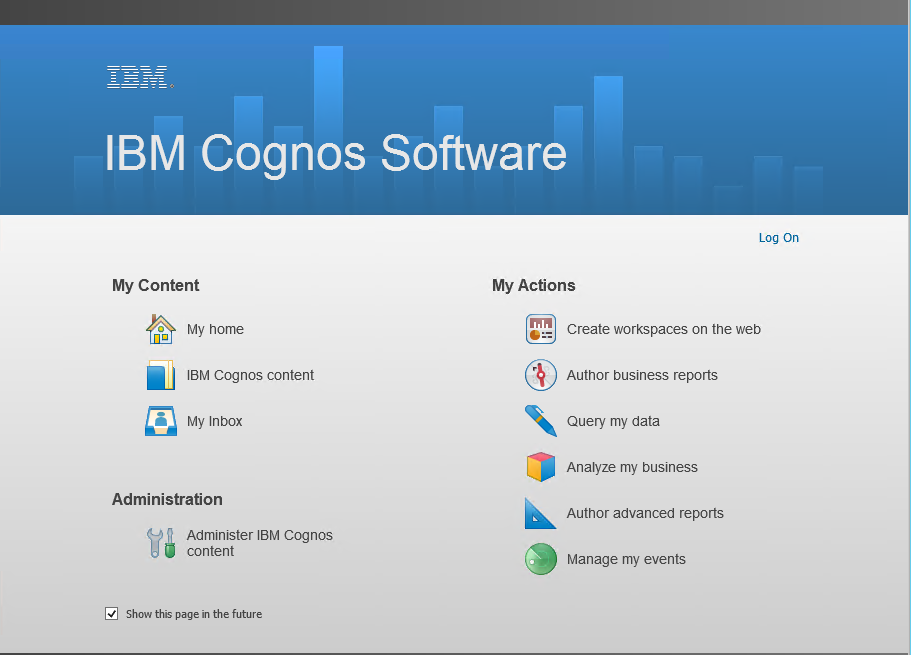 IBM
IBM Cognos Software
Log On
My Content
My home
IBM Cognos content
My Inbox
Administration
Administer IBM Cognos
content
My Actions
Create workspaces on the web
Author business reports
Query my data
Analyze my business
Author advanced reports
Manage my events
Show this page in the future